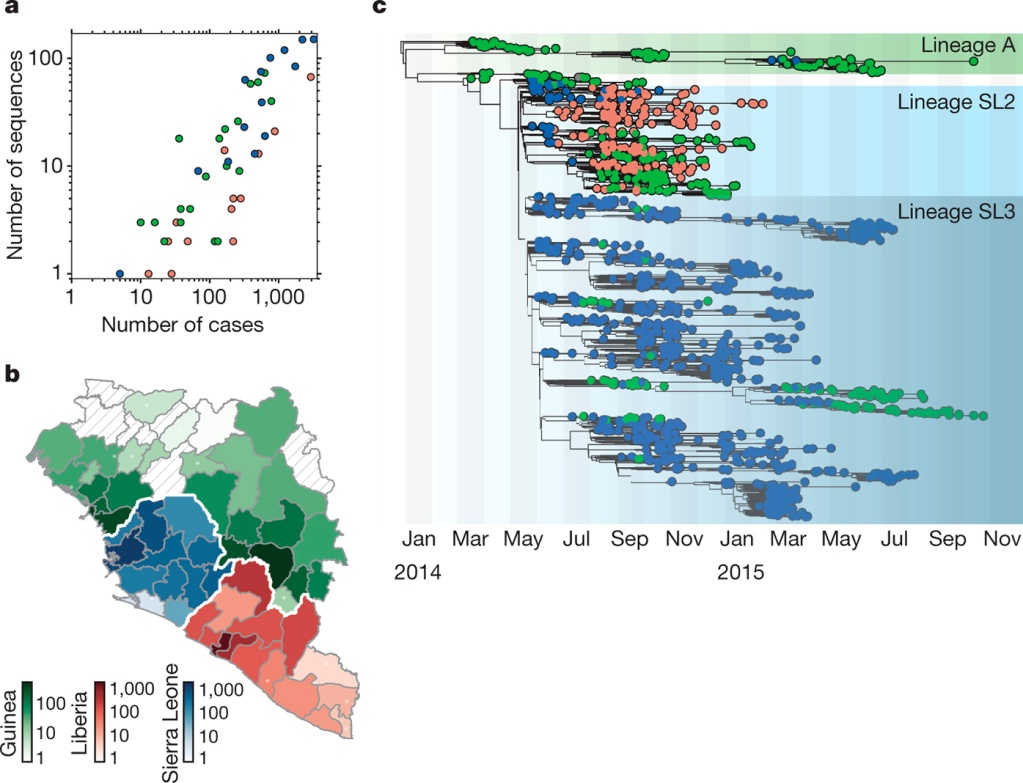 a
Number of sequences
100
10
1
1
10
100
1,000
Number of cases
b
Guinea
100
10
1
Liberia
1,000
100
10
1
Sierra Leone
1,000
100
10
1
c
Lineage A
Lineage SL2
Lineage SL3
Jan Mar May Jul Sep Nov Jan Mar May Jul Sep Nov
2014 2015